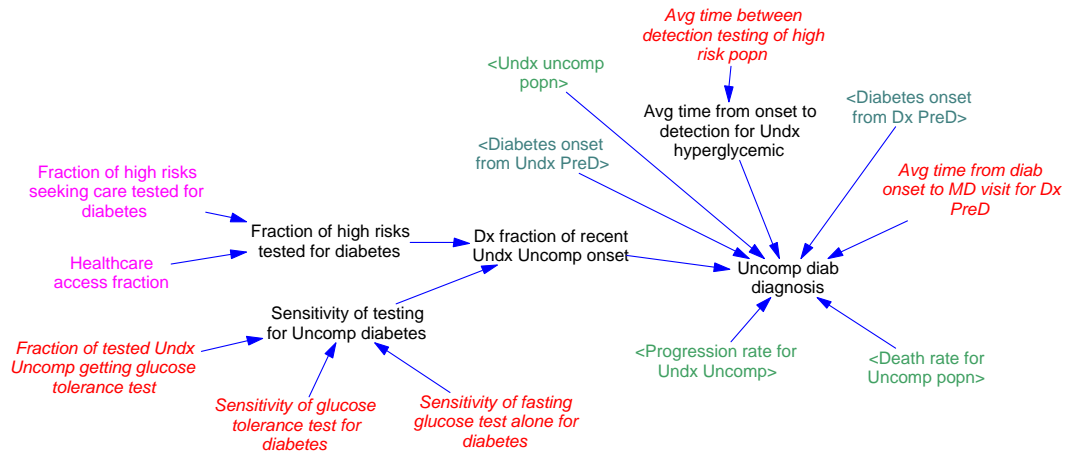 Avg time between
detection testing of high
risk popn
<Undx uncomp
popn>
Avg time from onset to
detection for Undx
hyperglycemic
<Diabetes onset
from Dx PreD>
<Diabetes onset
from Undx PreD>
Avg time from diab
onset to MD visit for Dx
PreD
Fraction of high risks
seeking care tested for
diabetes
Fraction of high risks
tested for diabetes
Dx fraction of recent
Undx Uncomp onset
Healthcare
access fraction
Uncomp diab
diagnosis
Sensitivity of testing
for Uncomp diabetes
Fraction of tested Undx
Uncomp getting glucose
tolerance test
<Progression rate for
Undx Uncomp>
<Death rate for
Uncomp popn>
Sensitivity of glucose
tolerance test for
diabetes
Sensitivity of fasting
glucose test alone for
diabetes